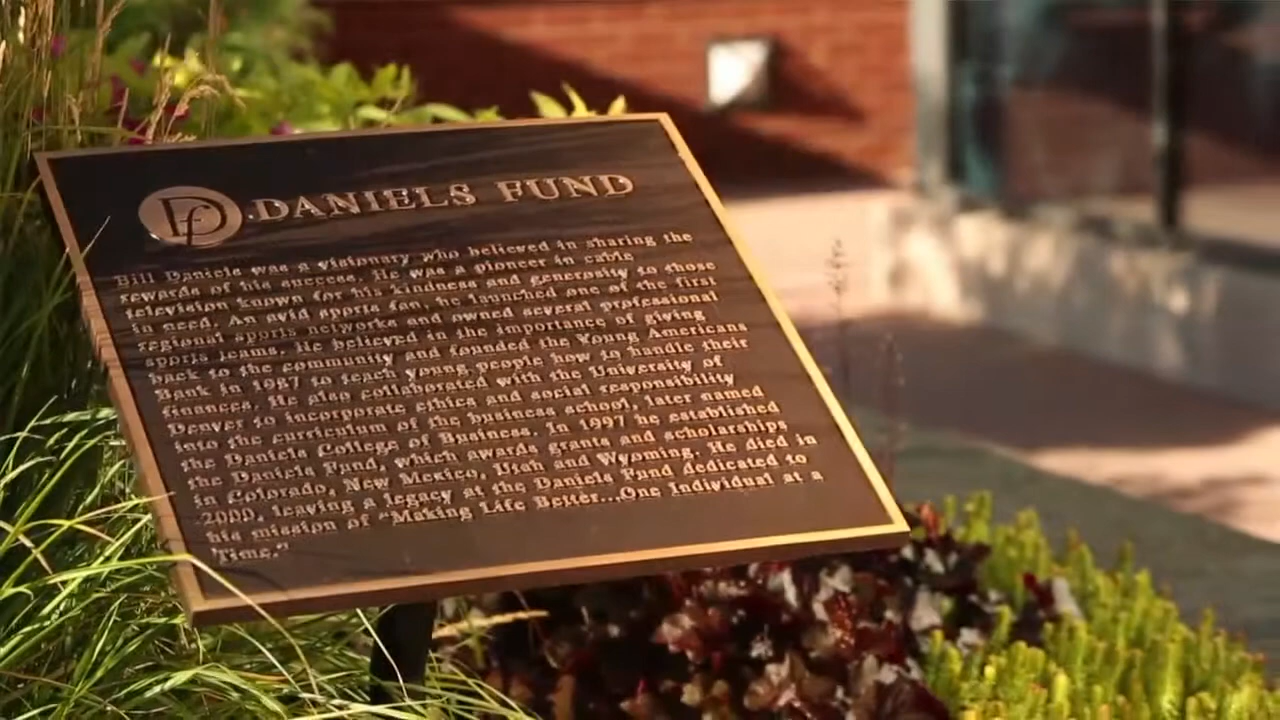 Df DANIELS FUND
Bill Daniels was a visionary who believed in sharing the
rewards of his success. He was a pioneer in cable
television known for his kindness and generosity to those
in need. An avid sports fan, he launched one of the first
regional sports networks and owned several professional
sports teams. He believed in the importance of giving
back to the community and founded the Young Americans
Bank in 1987 to teach young people how to handle their
finances. He also collaborated with the University of
Denver to incorporate ethics and social responsibility
into the curriculum of the business school, later named
the Daniels College of Business. In 1997 he established
the Daniels Fund, which awards grants and scholarships
in Colorado, New Mexico, Utah and Wyoming. He died in
2000, leaving a legacy at the Daniels Fund dedicated to
his mission of “Making Life Better...One Individual at a
Time.”